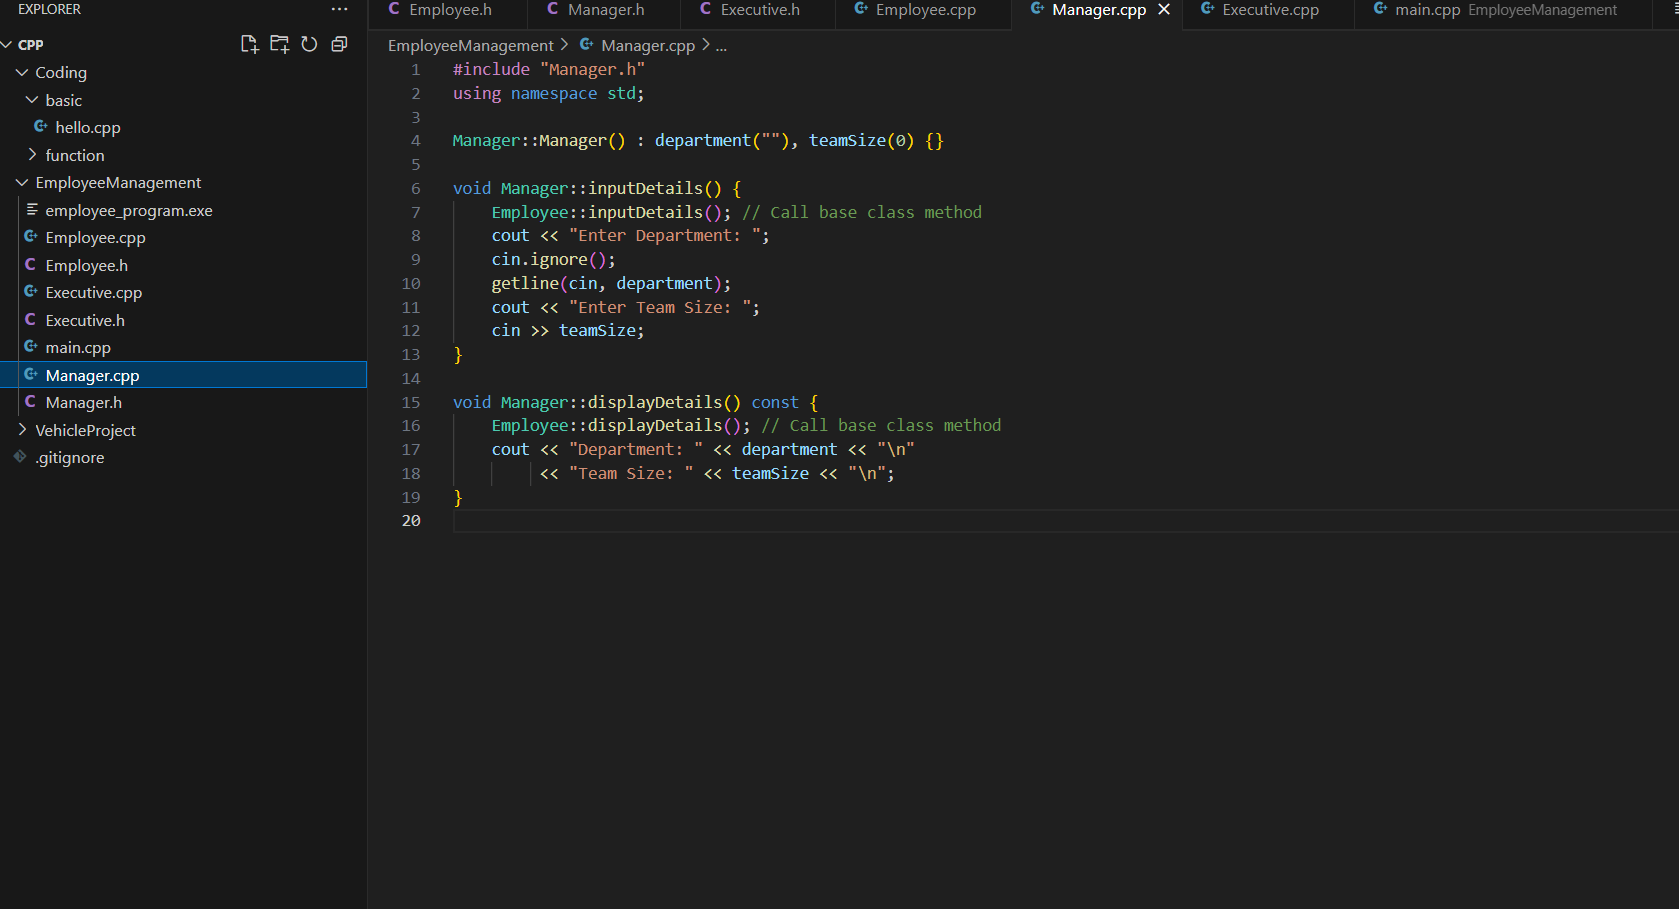 EXPLORER ...
CPP
Coding
basic
hello.cpp
function
EmployeeManagement
employee_program.exe
Employee.cpp
Employee.h
Executive.cpp
Executive.h
main.cpp
Manager.cpp
Manager.h
VehicleProject
.gitignore
Employee.h Manager.h Executive.h Employee.cpp Manager.cpp Executive.cpp main.cpp EmployeeManagement
EmployeeManagement > Manager.cpp > ...
1 #include "Manager.h"
2 using namespace std;
3
4 Manager::Manager() : department(""), teamSize(0) {}
5
6 void Manager::inputDetails() {
7     Employee::inputDetails(); // Call base class method
8     cout << "Enter Department: ";
9     cin.ignore();
10     getline(cin, department);
11     cout << "Enter Team Size: ";
12     cin >> teamSize;
13 }
14
15 void Manager::displayDetails() const {
16     Employee::displayDetails(); // Call base class method
17     cout << "Department: " << department << "\n"
18          << "Team Size: " << teamSize << "\n";
19 }
20